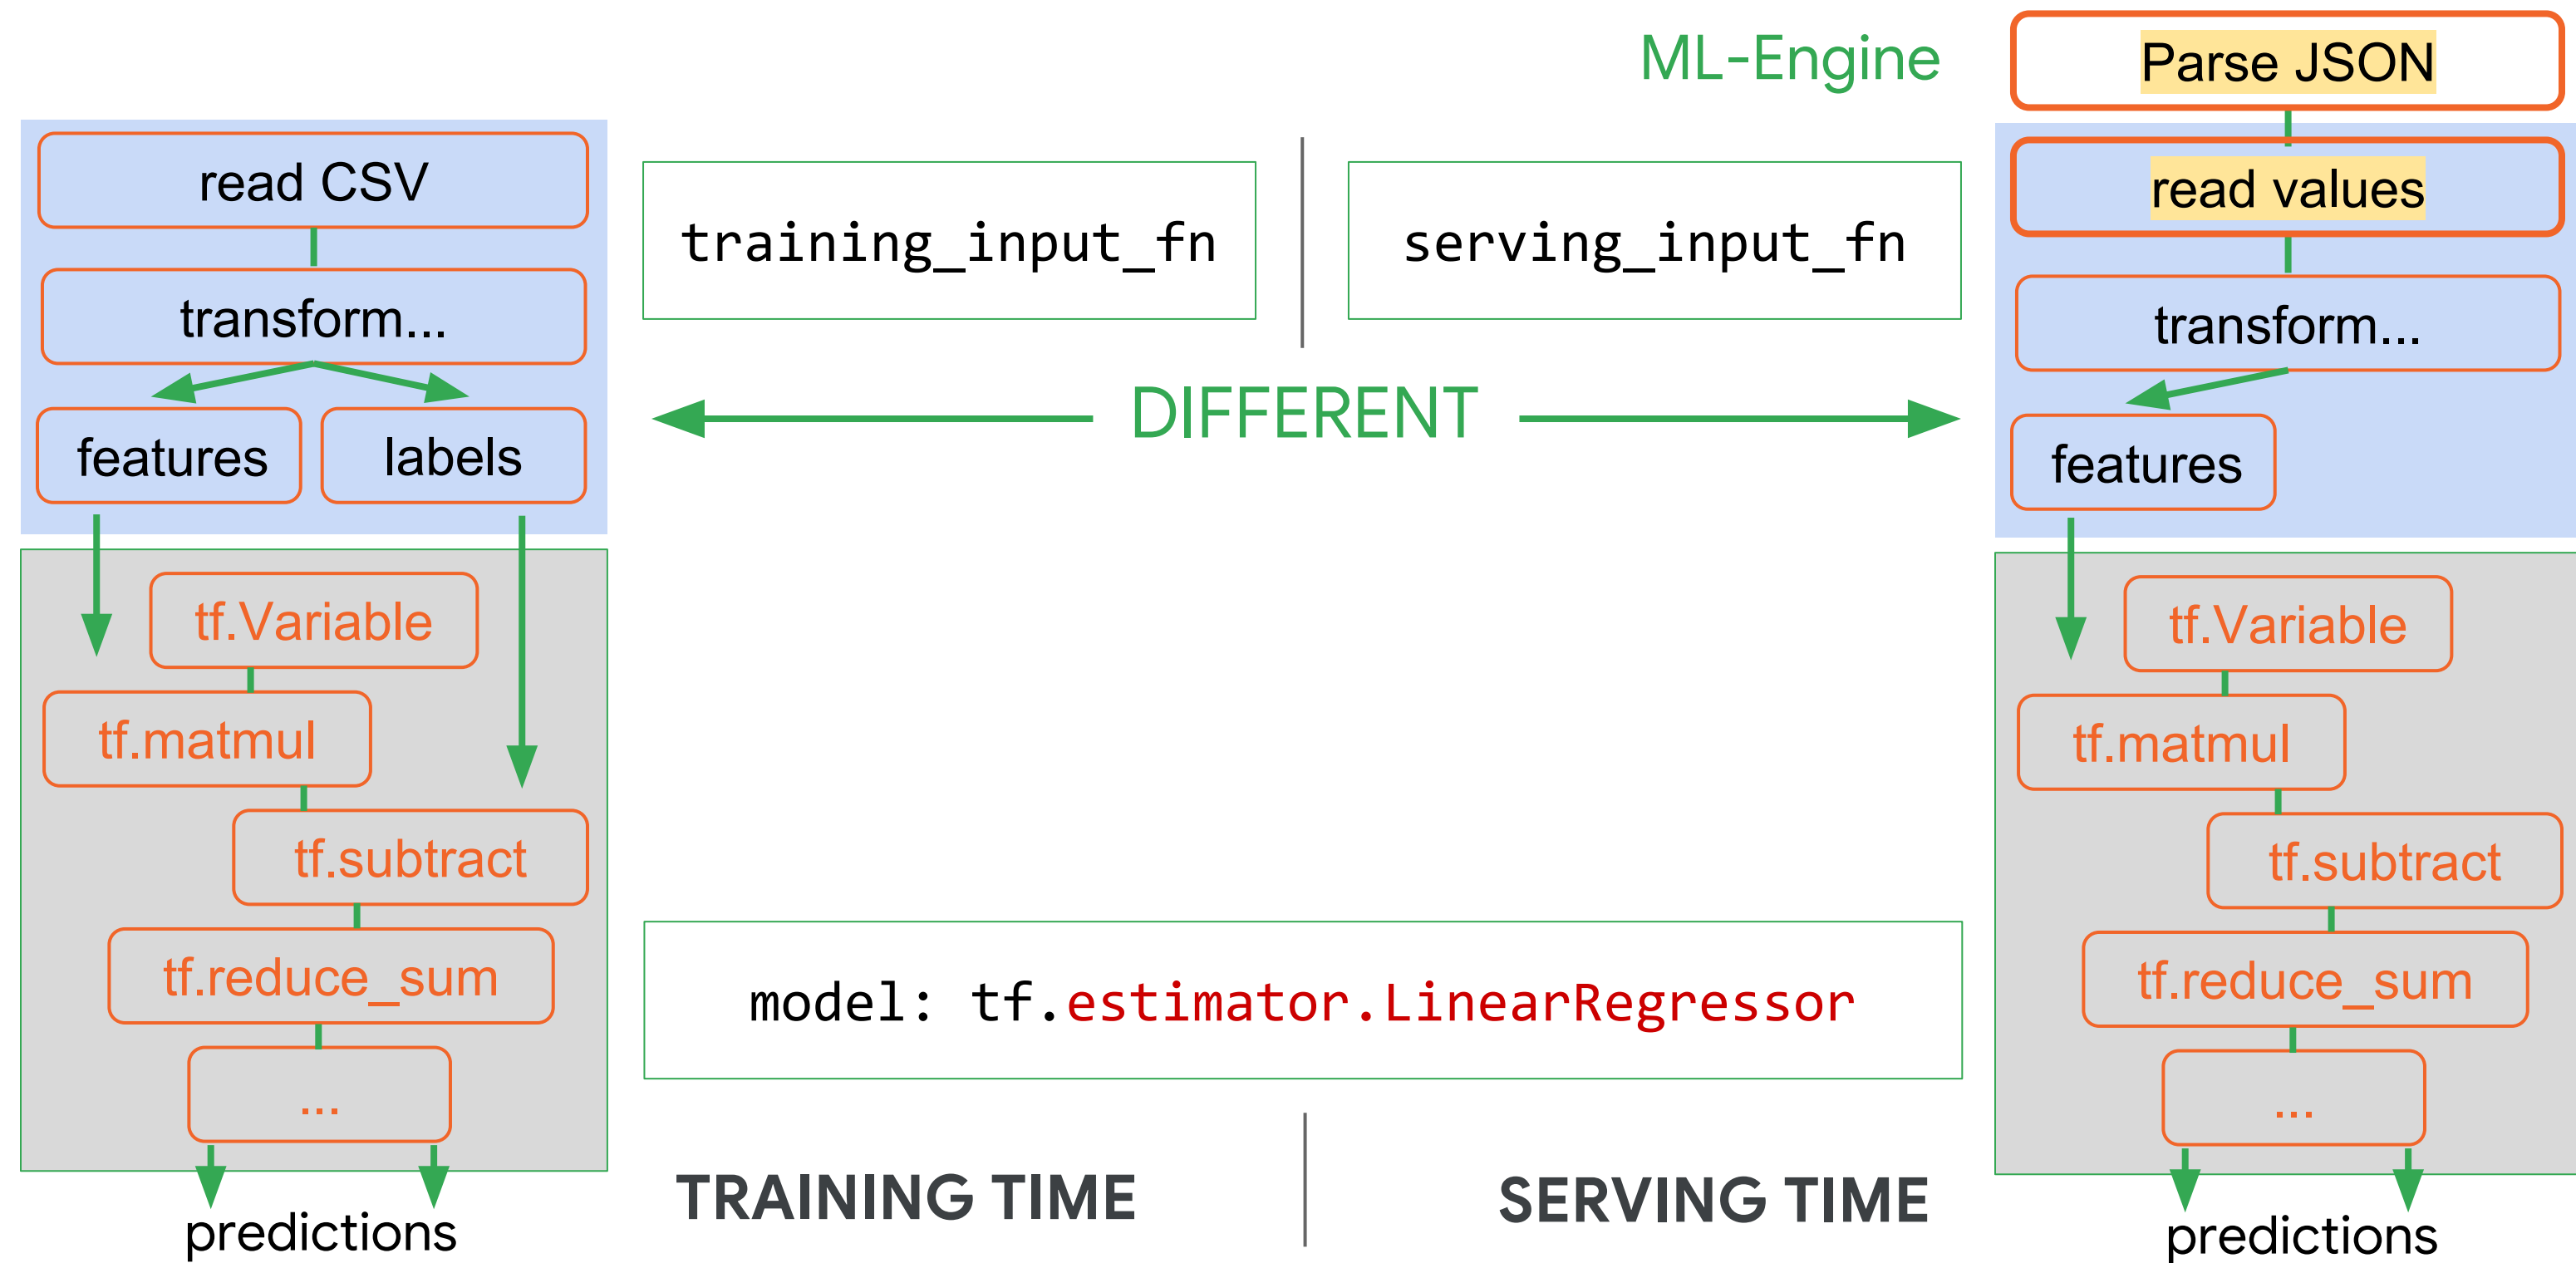 read CSV
transform...
features
labels
tf.Variable
tf.matmul
tf.subtract
tf.reduce_sum
...
predictions
ML-Engine
training_input_fn
serving_input_fn
DIFFERENT
model: tf.estimator.LinearRegressor
TRAINING TIME
SERVING TIME
Parse JSON
read values
transform...
features
tf.Variable
tf.matmul
tf.subtract
tf.reduce_sum
...
predictions